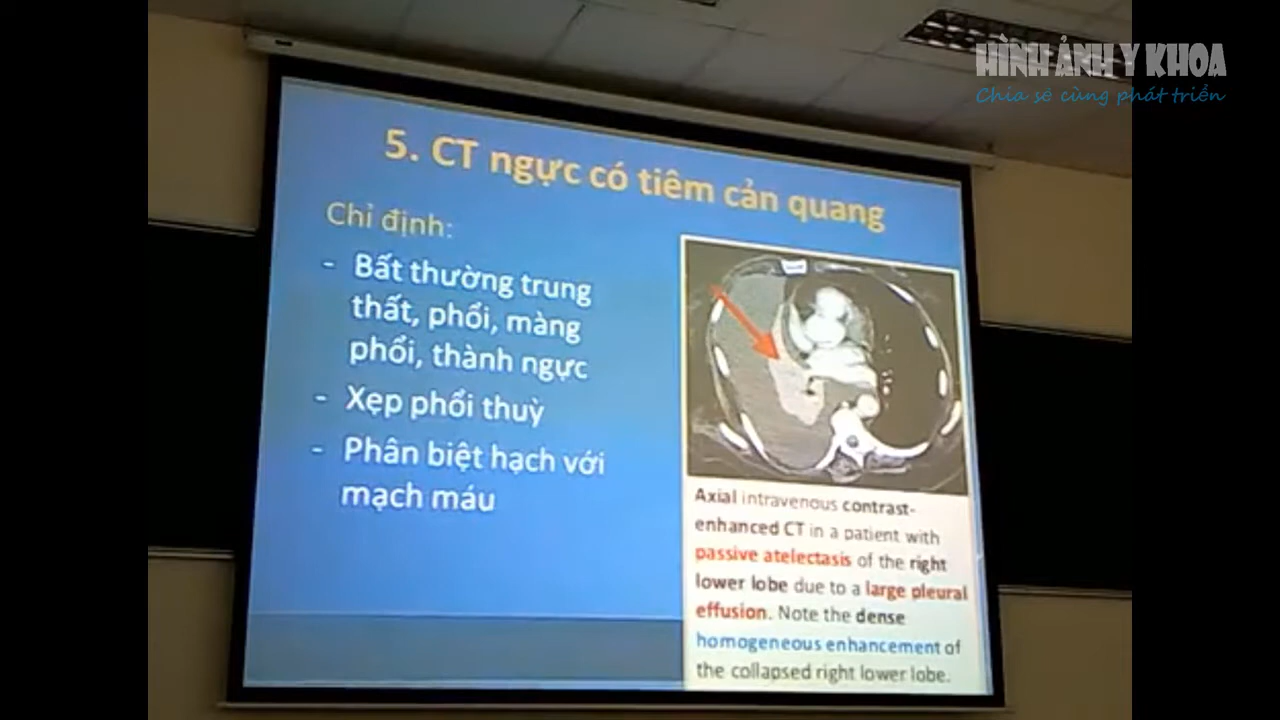 HÌNH ẢNH Y KHOA
Chia sẻ cùng phát triển
5. CT ngực có tiêm cản quang
Chỉ định:
- Bất thường trung
thất, phổi, màng
phổi, thành ngực
- Xẹp phổi thuỳ
- Phân biệt hạch với
mạch máu
Axial intravenous contrast-
enhanced CT in a patient with
passive atelectasis of the right
lower lobe due to a large pleural
effusion. Note the dense
homogeneous enhancement of
the collapsed right lower lobe.